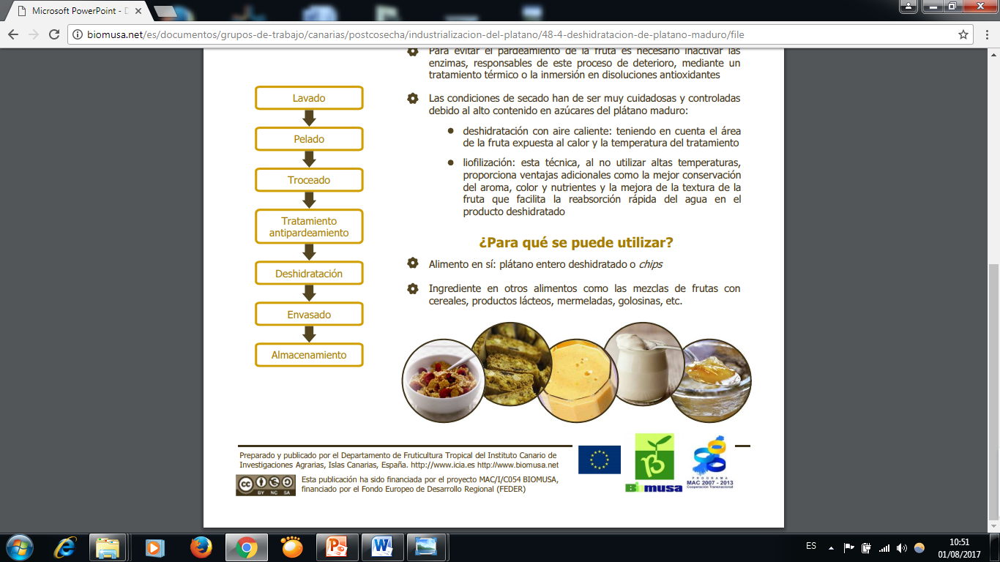 Microsoft PowerPoint - D
biomusa.net/es/documentos/grupos-de-trabajo/canarias/postcosecha/industrializacion-del-platano/48-4-deshidratacion-de-platano-maduro/file
Para evitar el pardeamiento de la fruta es necesario inactivar las
enzimas, responsables de este proceso de deterioro, mediante un
tratamiento térmico o la inmersión en disoluciones antioxidantes
Las condiciones de secado han de ser muy cuidadosas y controladas
debido al alto contenido en azúcares del plátano maduro:
deshidratación con aire caliente: teniendo en cuenta el área
de la fruta expuesta al calor y la temperatura del tratamiento
liofilización: esta técnica, al no utilizar altas temperaturas,
proporciona ventajas adicionales como la mejor conservación
del aroma, color y nutrientes y la mejora de la textura de la
fruta que facilita la reabsorción rápida del agua en el
producto deshidratado
Lavado
Pelado
Troceado
Tratamiento
antipardeamiento
Deshidratación
Envasado
Almacenamiento
¿Para qué se puede utilizar?
Alimento en sí: plátano entero deshidratado o chips
Ingrediente en otros alimentos como las mezclas de frutas con
cereales, productos lácteos, mermeladas, golosinas, etc.
Preparado y publicado por el Departamento de Fruticultura Tropical del Instituto Canario de
Investigaciones Agrarias, Islas Canarias, España. http://www.icia.es http://www.biomusa.net
Esta publicación ha sido financiada por el proyecto MAC/I/C054 BIOMUSA,
financiado por el Fondo Europeo de Desarrollo Regional (FEDER)
cc
BY NC SA
Biomusa
PROGRAMA
MAC 2007 - 2013
Cooperación Transnacional
ES
10:51
01/08/2017